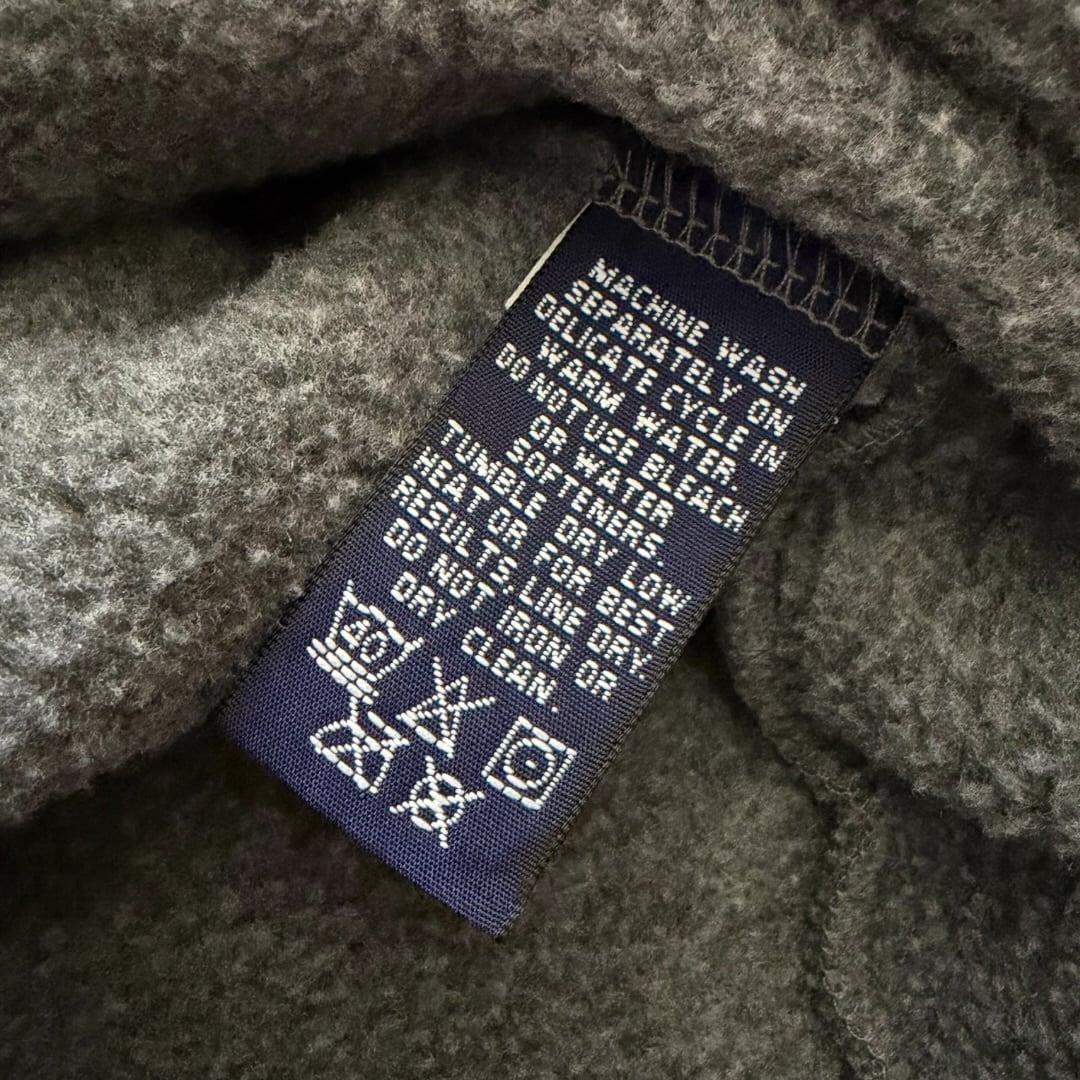 MACHINE WASH
SEPARATELY ON
DELICATE CYCLE IN
WARM WATER.
DO NOT USE BLEACH
OR WATER
SOFTENERS.
TUMBLE DRY LOW
HEAT OR FOR BEST
RESULTS, LINE DRY
DO NOT IRON OR
DRY CLEAN.
40